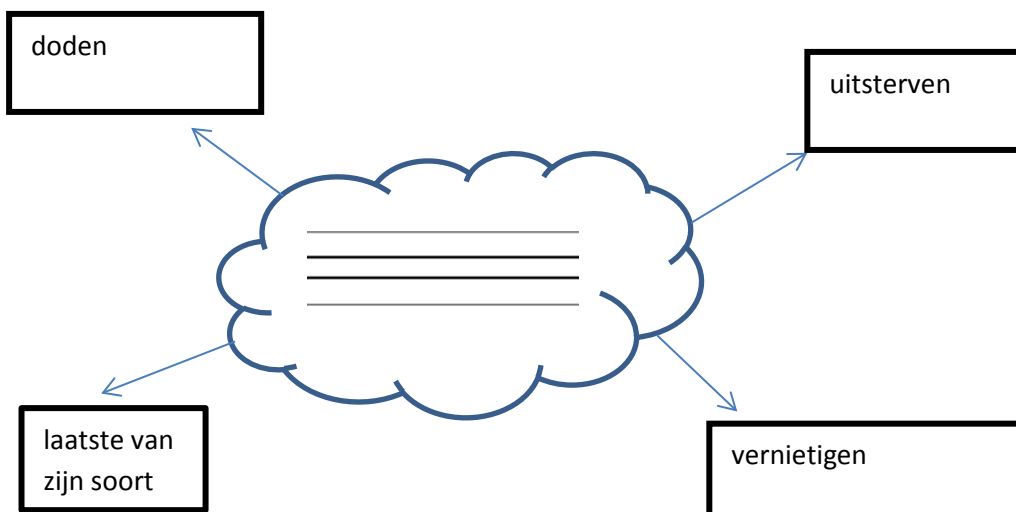 doden
uitsterven
laatste van
zijn soort
vernietigen